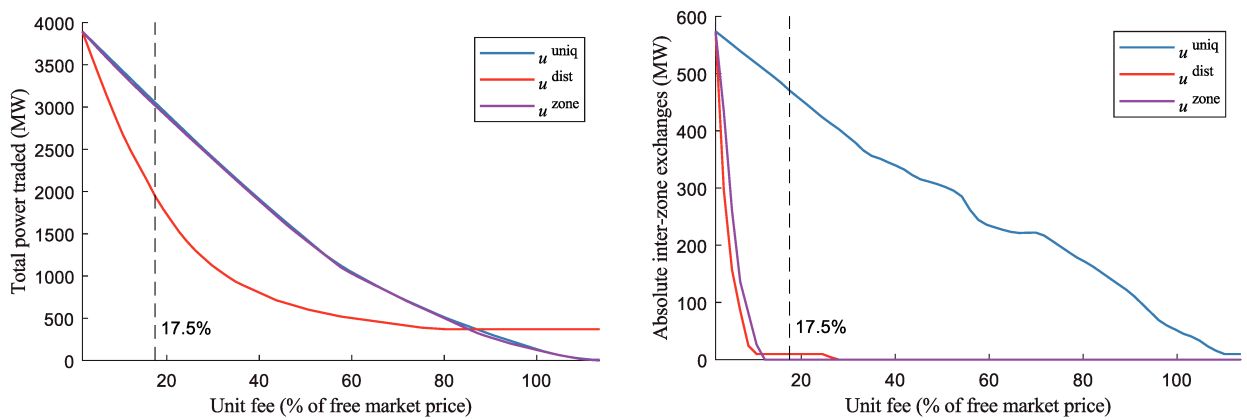 4000
3500
3000
2500
2000
1500
1000
500
0
Total power traded (MW)
u uniq
u dist
u zone
17.5%
20
40
60
80
100
Unit fee (% of free market price)
600
500
400
300
200
100
0
Absolute inter-zone exchanges (MW)
u uniq
u dist
u zone
17.5%
20
40
60
80
100
Unit fee (% of free market price)